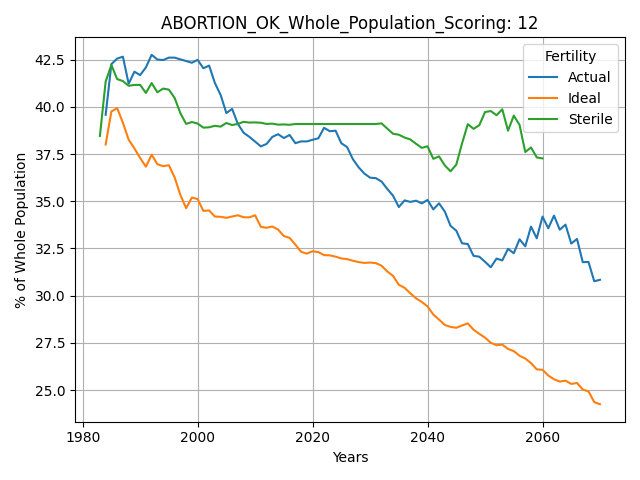 ABORTION_OK_Whole_Population_Scoring: 12
Fertility
Actual
Ideal
Sterile
% of Whole Population
42.5
40.0
37.5
35.0
32.5
30.0
27.5
25.0
1980 2000 2020 2040 2060
Years